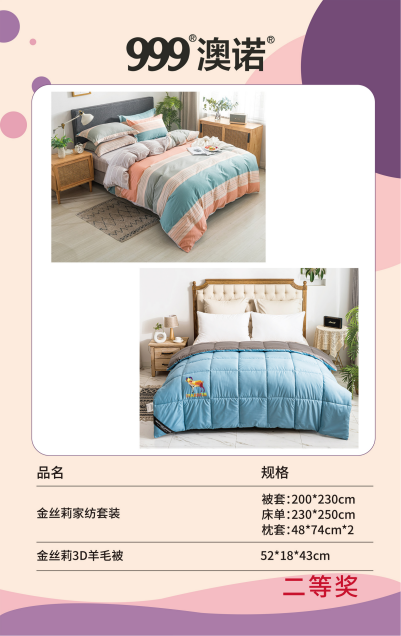 999®澳诺®
品名 规格
金丝莉家纺套装
被套:200*230cm
床单:230*250cm
枕套:48*74cm*2
金丝莉3D羊毛被 52*18*43cm
二等奖